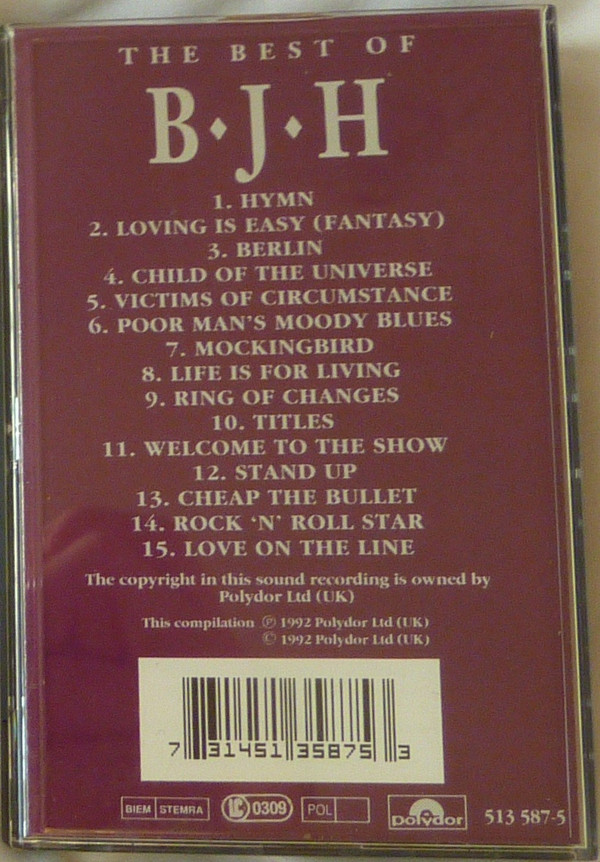 THE BEST OF
B·J·H
1. HYMN
2. LOVING IS EASY (FANTASY)
3. BERLIN
4. CHILD OF THE UNIVERSE
5. VICTIMS OF CIRCUMSTANCE
6. POOR MAN'S MOODY BLUES
7. MOCKINGBIRD
8. LIFE IS FOR LIVING
9. RING OF CHANGES
10. TITLES
11. WELCOME TO THE SHOW
12. STAND UP
13. CHEAP THE BULLET
14. ROCK 'N' ROLL STAR
15. LOVE ON THE LINE
The copyright in this sound recording is owned by
Polydor Ltd (UK)
This compilation ℗ 1992 Polydor Ltd (UK)
© 1992 Polydor Ltd (UK)
7 31451 35875 3
BIEM STEMRA LC 0309 POL Polydor 513 587-5